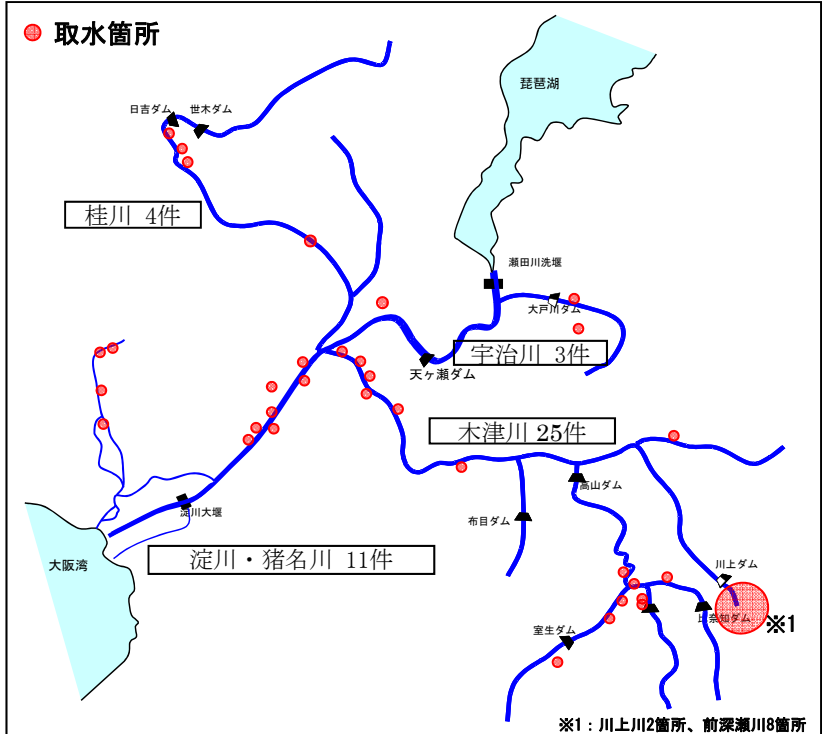 取水箇所
琵琶湖
日吉ダム 世木ダム
桂川 4件
瀬田川洗堰
大戸川ダム
宇治川 3件
天ヶ瀬ダム
木津川 25件
高山ダム
淀川大堰
布目ダム
大阪湾
淀川・猪名川 11件
川上ダム
比奈知ダム
※1
室生ダム
※1：川上川2箇所、前深瀬川8箇所